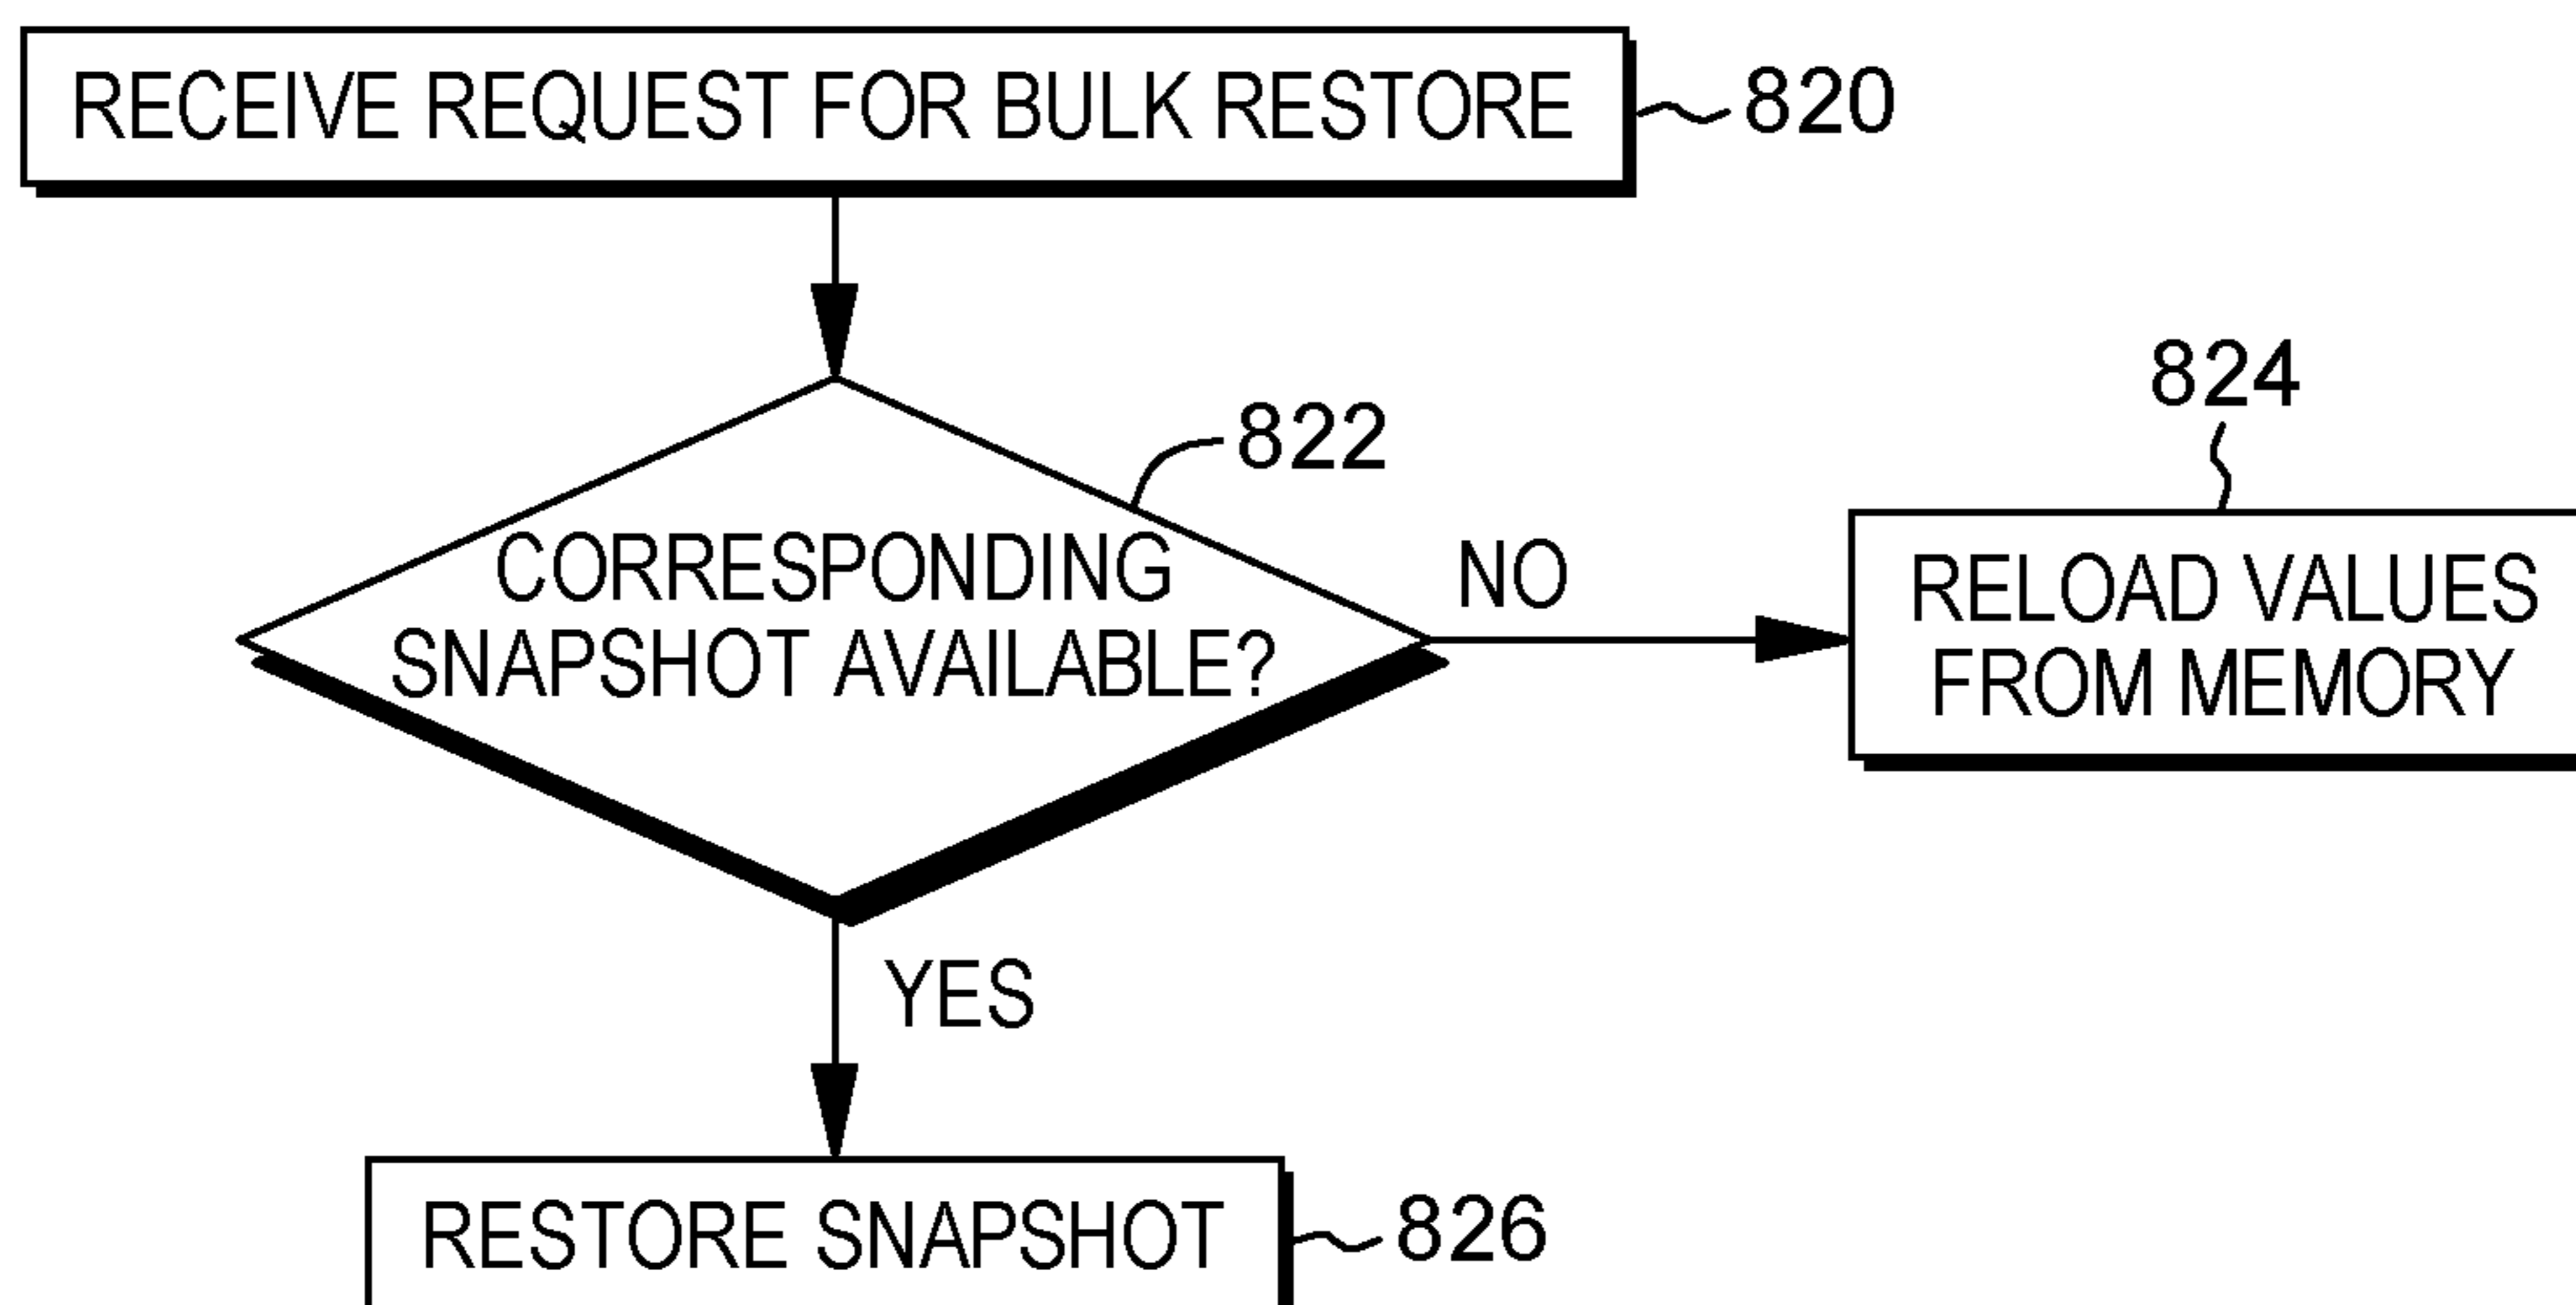 RECEIVE REQUEST FOR BULK RESTORE
820
822
CORRESPONDING
SNAPSHOT AVAILABLE?
NO
824
RELOAD VALUES
FROM MEMORY
YES
RESTORE SNAPSHOT
826